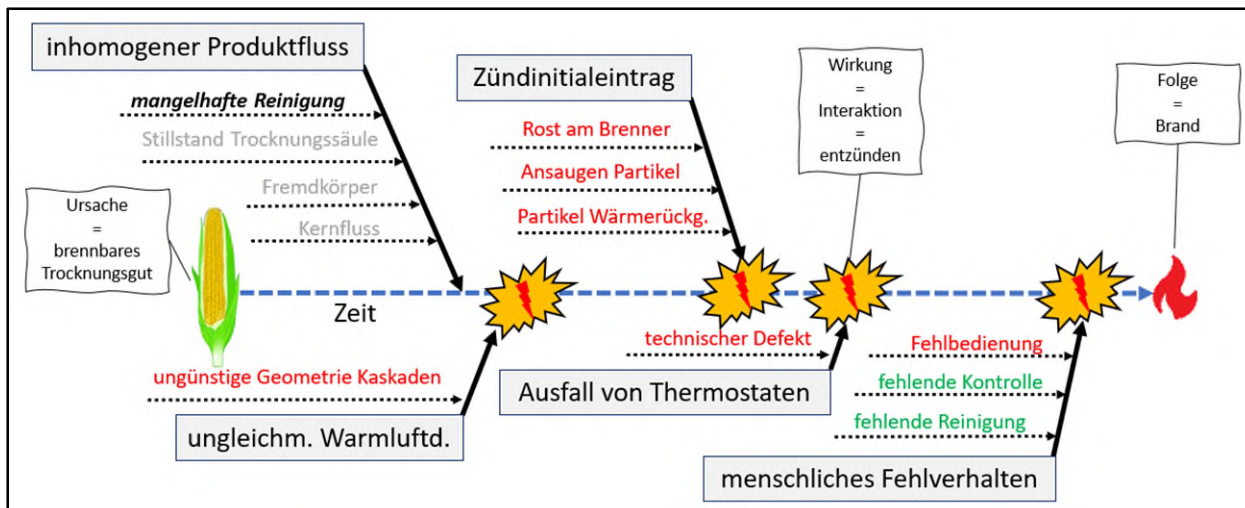 inhomogener Produktfluss
mangelhafte Reinigung
Stillstand Trocknungssäule
Fremdkörper
Kernfluss
Ursache
=
brennbares
Trocknungsgut
Zündinitialeintrag
Rost am Brenner
Ansaugen Partikel
Partikel Wärmerückg.
Wirkung
=
Interaktion
=
entzünden
Folge
=
Brand
Zeit
ungünstige Geometrie Kaskaden
ungleichm. Warmluftd.
technischer Defekt
Ausfall von Thermostaten
Fehlbedienung
fehlende Kontrolle
fehlende Reinigung
menschliches Fehlverhalten